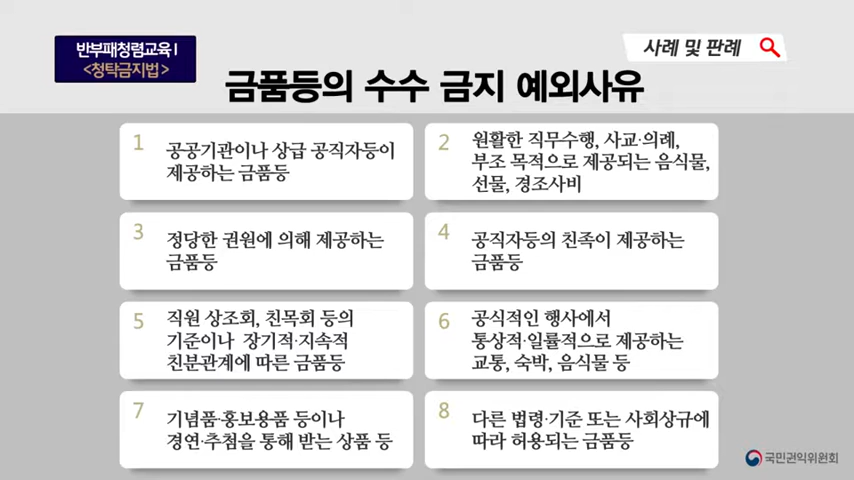 반부패청렴교육 I
<청탁금지법>
사례 및 판례
금품등의 수수 금지 예외사유
1
공공기관이나 상급 공직자등이
제공하는 금품등
2
원활한 직무수행, 사교·의례,
부조 목적으로 제공되는 음식물,
선물, 경조사비
3
정당한 권원에 의해 제공하는
금품등
4
공직자등의 친족이 제공하는
금품등
5
직원 상조회, 친목회 등의
기준이나 장기적·지속적
친분관계에 따른 금품등
6
공식적인 행사에서
통상적·일률적으로 제공하는
교통, 숙박, 음식물 등
7
기념품·홍보용품 등이나
경연·추첨을 통해 받는 상품 등
8
다른 법령·기준 또는 사회상규에
따라 허용되는 금품등
국민권익위원회